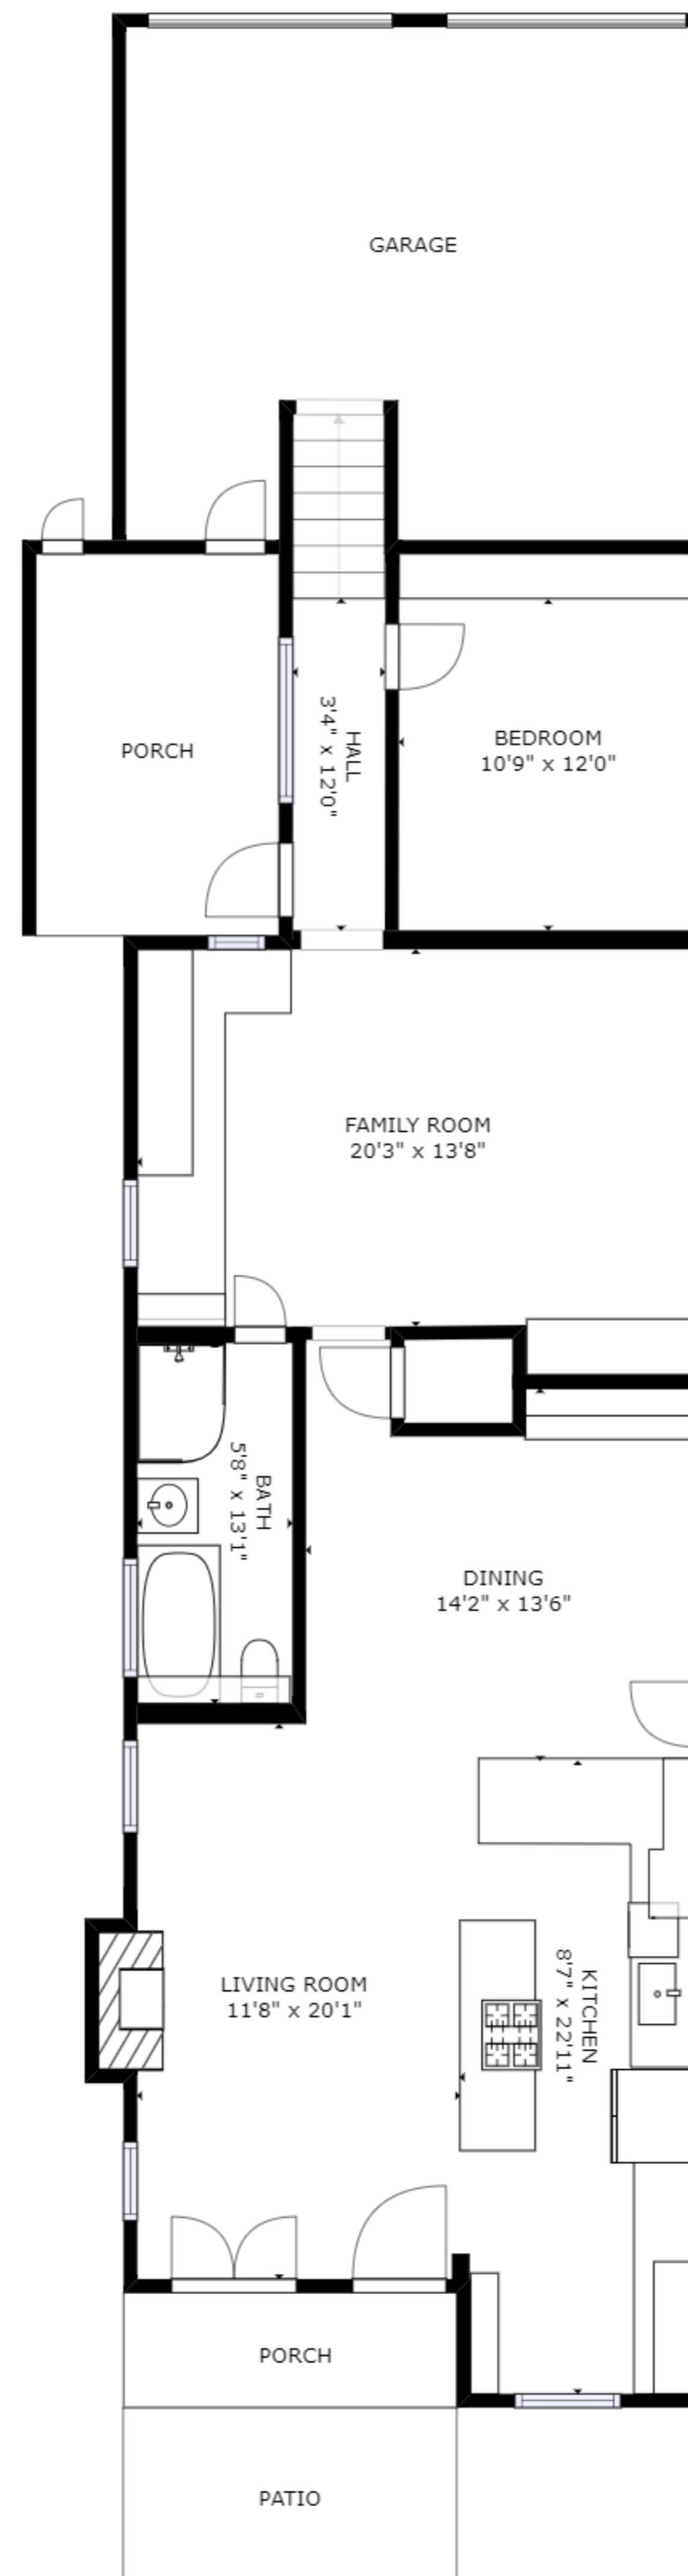 GARAGE
PORCH
HALL
3'4" x 12'0"
BEDROOM
10'9" x 12'0"
FAMILY ROOM
20'3" x 13'8"
BATH
5'8" x 13'1"
DINING
14'2" x 13'6"
LIVING ROOM
11'8" x 20'1"
KITCHEN
8'7" x 22'11"
PORCH
PATIO